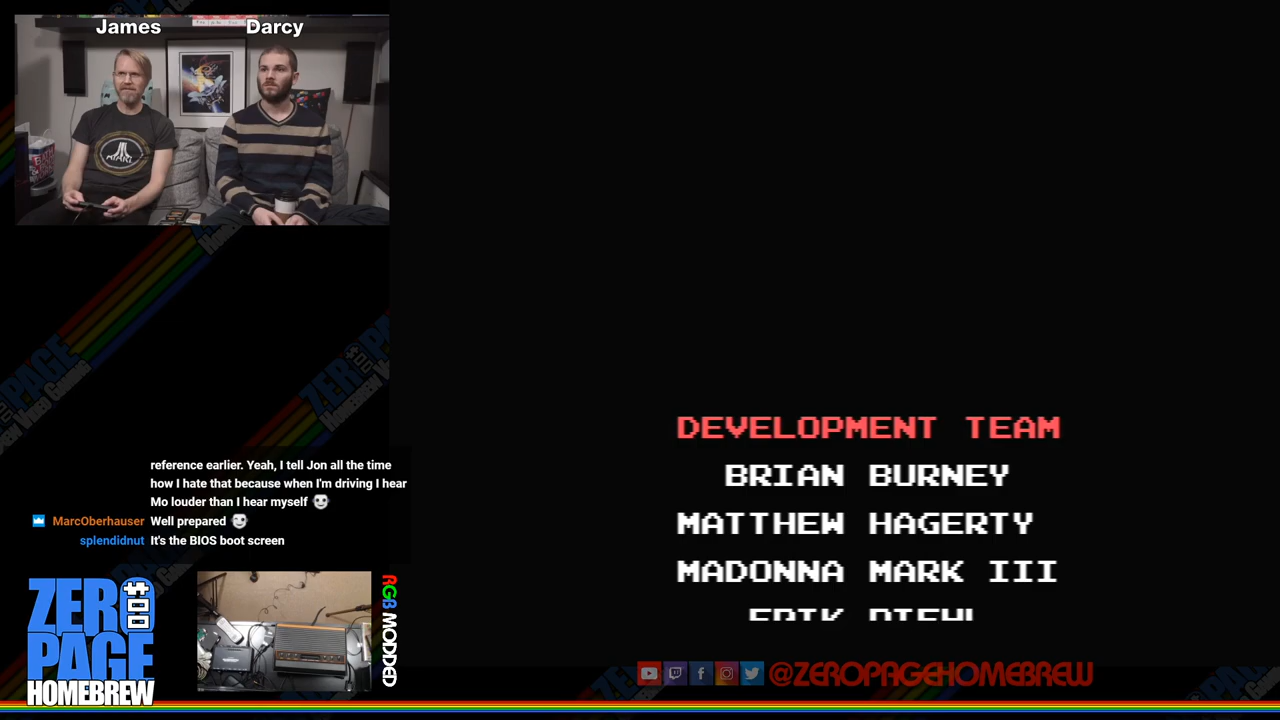 James
Darcy
ATARI
DEVELOPMENT TEAM
BRIAN BURNEY
MATTHEW HAGERTY
MADONNA MARK III
reference earlier. Yeah, I tell Jon all the time
how I hate that because when I'm driving I hear
Mo louder than I hear myself
MarcOberhauser Well prepared
splendidnut It's the BIOS boot screen
ZERO
$00
PAGE
HOMEBREW
RGB MODDED
@ZEROPAGEHOMEBREW